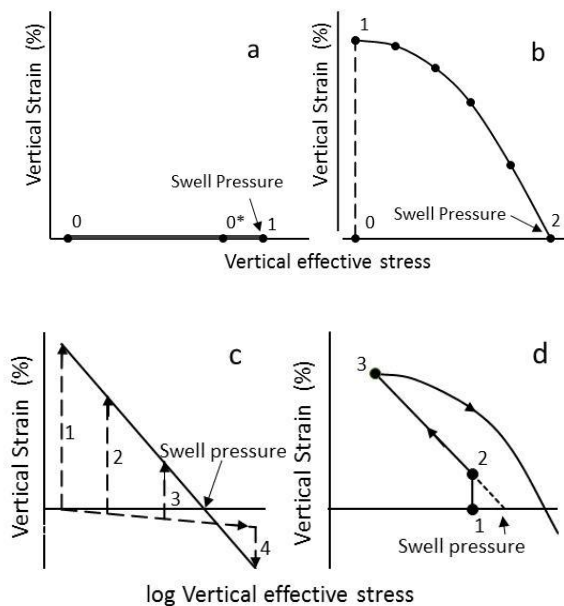 a
Vertical Strain (%)
Swell Pressure
0
0*
1
b
Vertical Strain (%)
1
Swell Pressure
0
2
Vertical effective stress
c
Vertical Strain (%)
Swell pressure
1
2
3
4
d
Vertical Strain (%)
3
2
1
Swell pressure
log Vertical effective stress